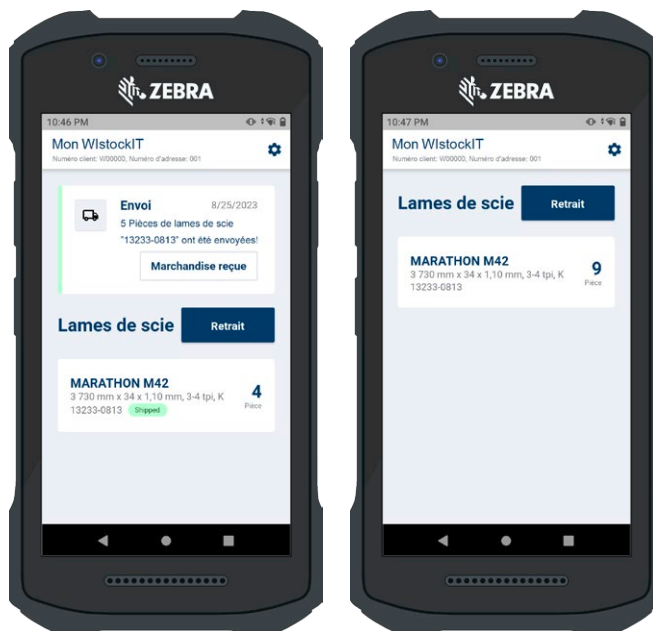 ZEBRA
10:46 PM
Mon WIstockIT
Numéro client: W00000, Numéro d'adresse: 001
Envoi 8/25/2023
5 Pièces de lames de scie
"13233-0813" ont été envoyées!
Marchandise reçue
Lames de scie Retrait
MARATHON M42
3 730 mm x 34 x 1,10 mm, 3-4 tpi, K
13233-0813 Shipped
4
Pièce
ZEBRA
10:47 PM
Mon WIstockIT
Numéro client: W00000, Numéro d'adresse: 001
Lames de scie Retrait
MARATHON M42
3 730 mm x 34 x 1,10 mm, 3-4 tpi, K
13233-0813
9
Pièce